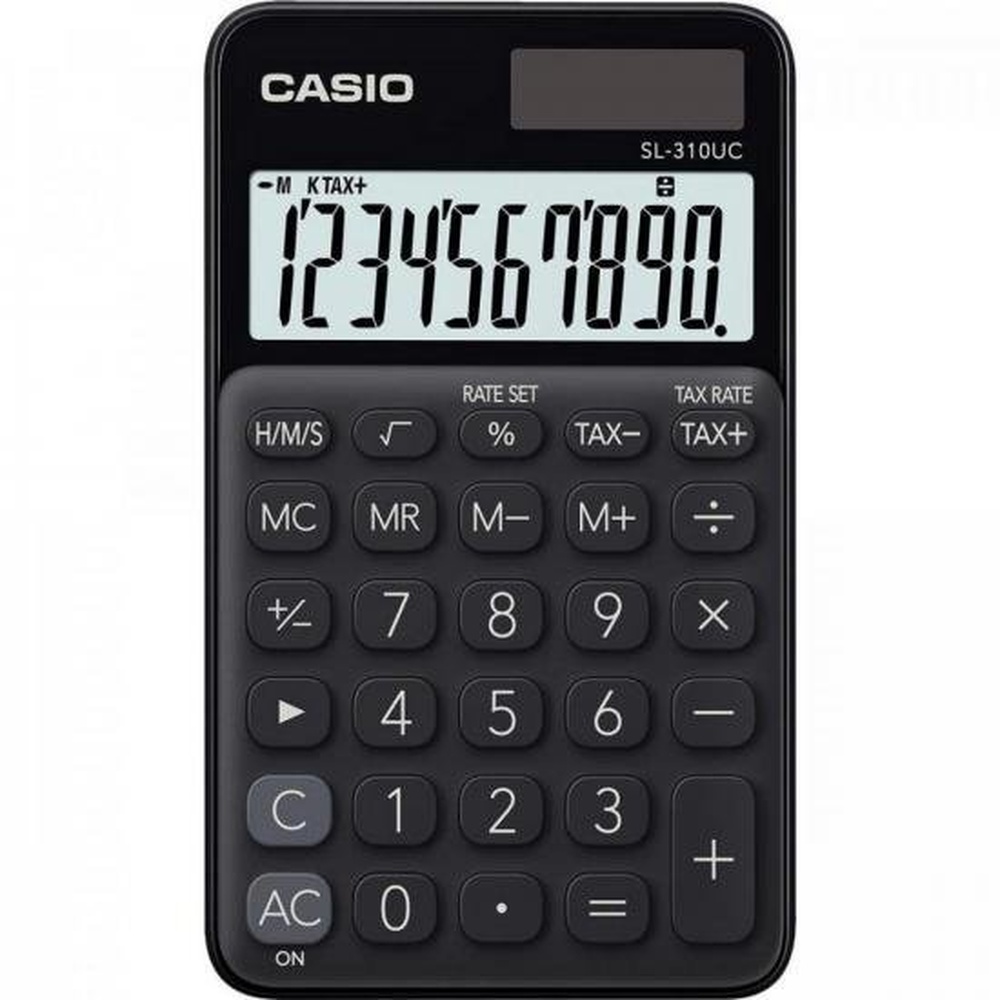 CASIO
SL-310UC
-M K TAX+ ÷
1'234'567'890.
RATE SET TAX RATE
H/M/S √ % TAX− TAX+
MC MR M− M+ ÷
+/− 7 8 9 ×
▶ 4 5 6 −
C 1 2 3
+
AC 0 . =
ON